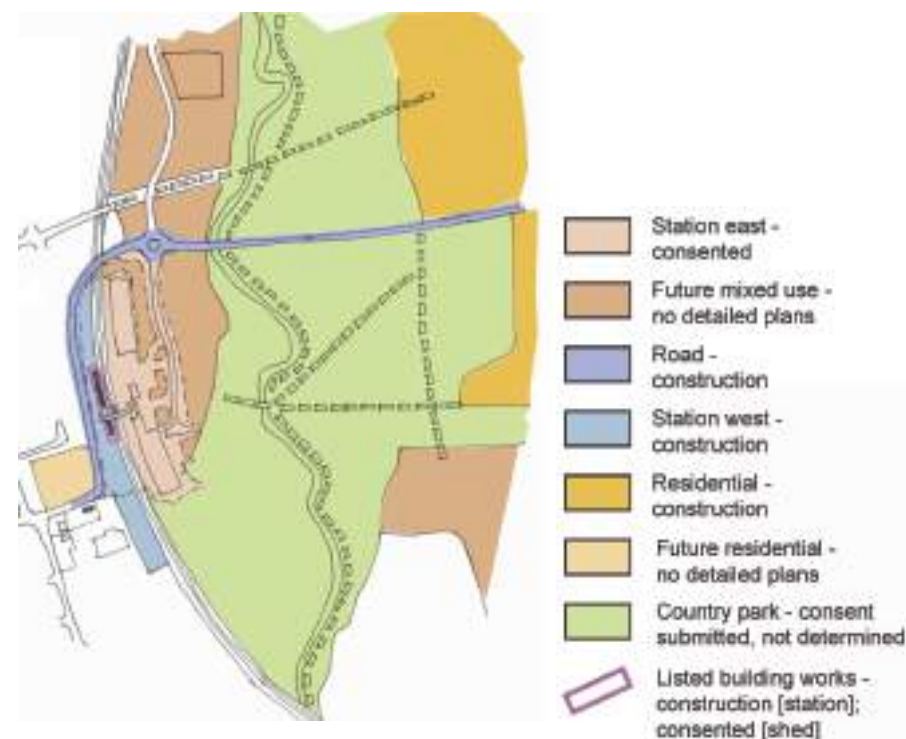 Station east -
consented
Future mixed use -
no detailed plans
Road -
construction
Station west -
construction
Residential -
construction
Future residential -
no detailed plans
Country park - consent
submitted, not determined
Listed building works -
construction [station];
consented [shed]